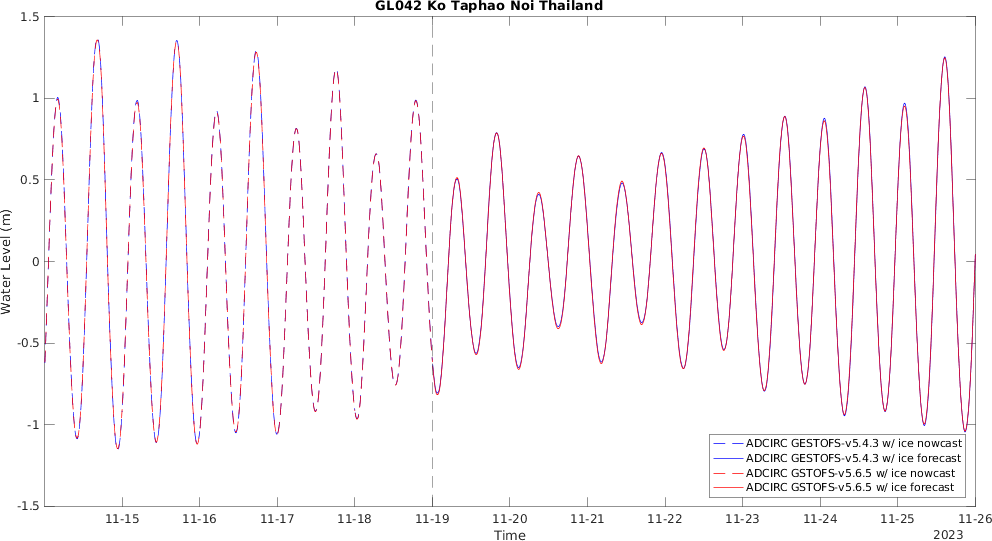 GL042 Ko Taphao Noi Thailand
1.5
1
0.5
0
-0.5
-1
-1.5
Water Level (m)
11-15
11-16
11-17
11-18
11-19
11-20
11-21
11-22
11-23
11-24
11-25
11-26
Time
2023
ADCIRC GESTOFS-v5.4.3 w/ ice nowcast
ADCIRC GESTOFS-v5.4.3 w/ ice forecast
ADCIRC GSTOFS-v5.6.5 w/ ice nowcast
ADCIRC GSTOFS-v5.6.5 w/ ice forecast